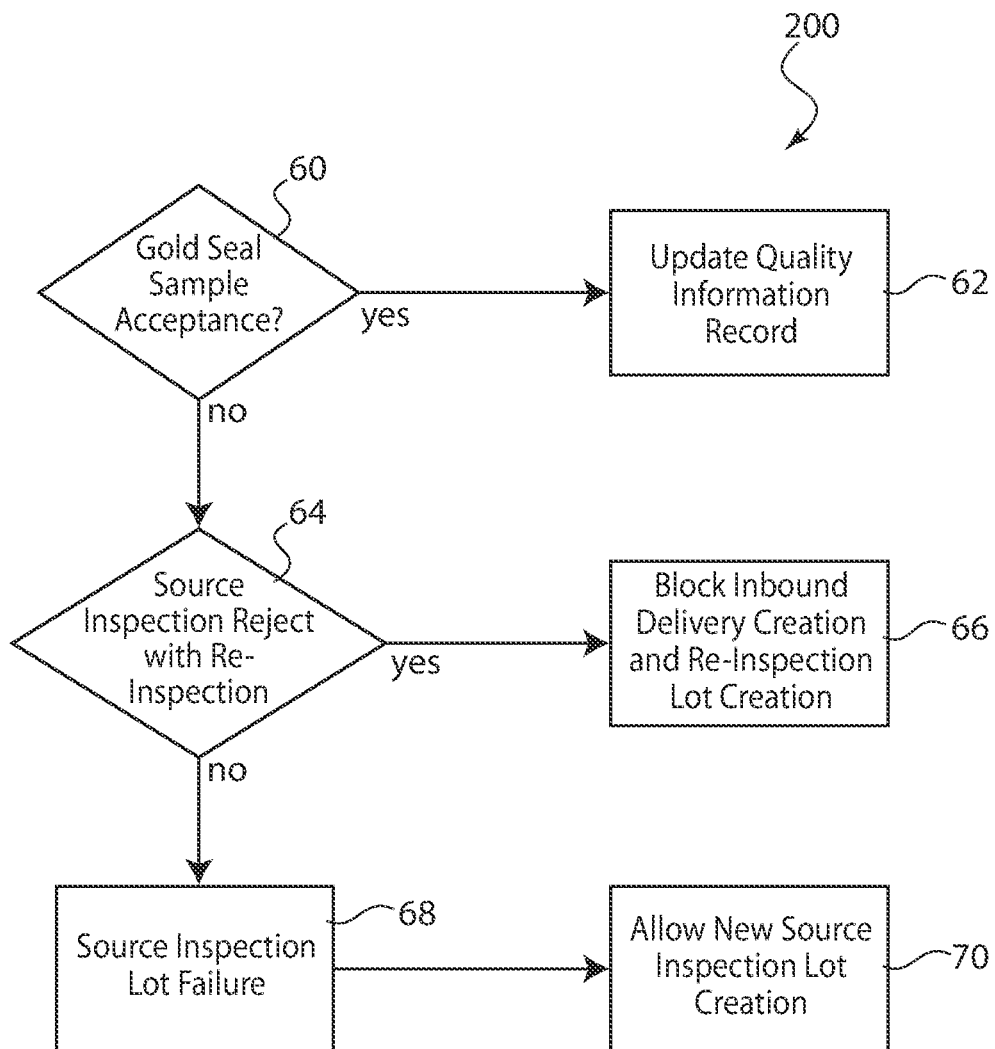 200
60
Gold Seal
Sample
Acceptance?
yes
Update Quality
Information
Record
62
no
64
Source
Inspection Reject
with Re-
Inspection
yes
Block Inbound
Delivery Creation
and Re-Inspection
Lot Creation
66
no
Source Inspection
Lot Failure
68
Allow New Source
Inspection Lot
Creation
70